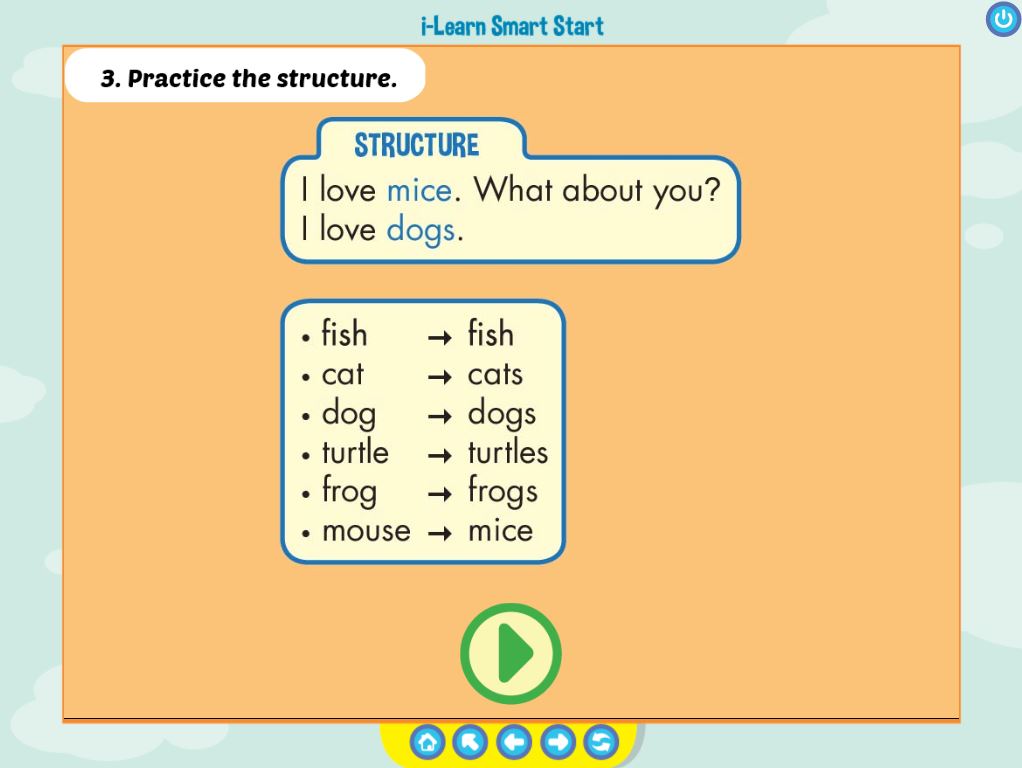 i-Learn Smart Start
3. Practice the structure.
STRUCTURE
I love mice. What about you?
I love dogs.
• fish → fish
• cat → cats
• dog → dogs
• turtle → turtles
• frog → frogs
• mouse → mice